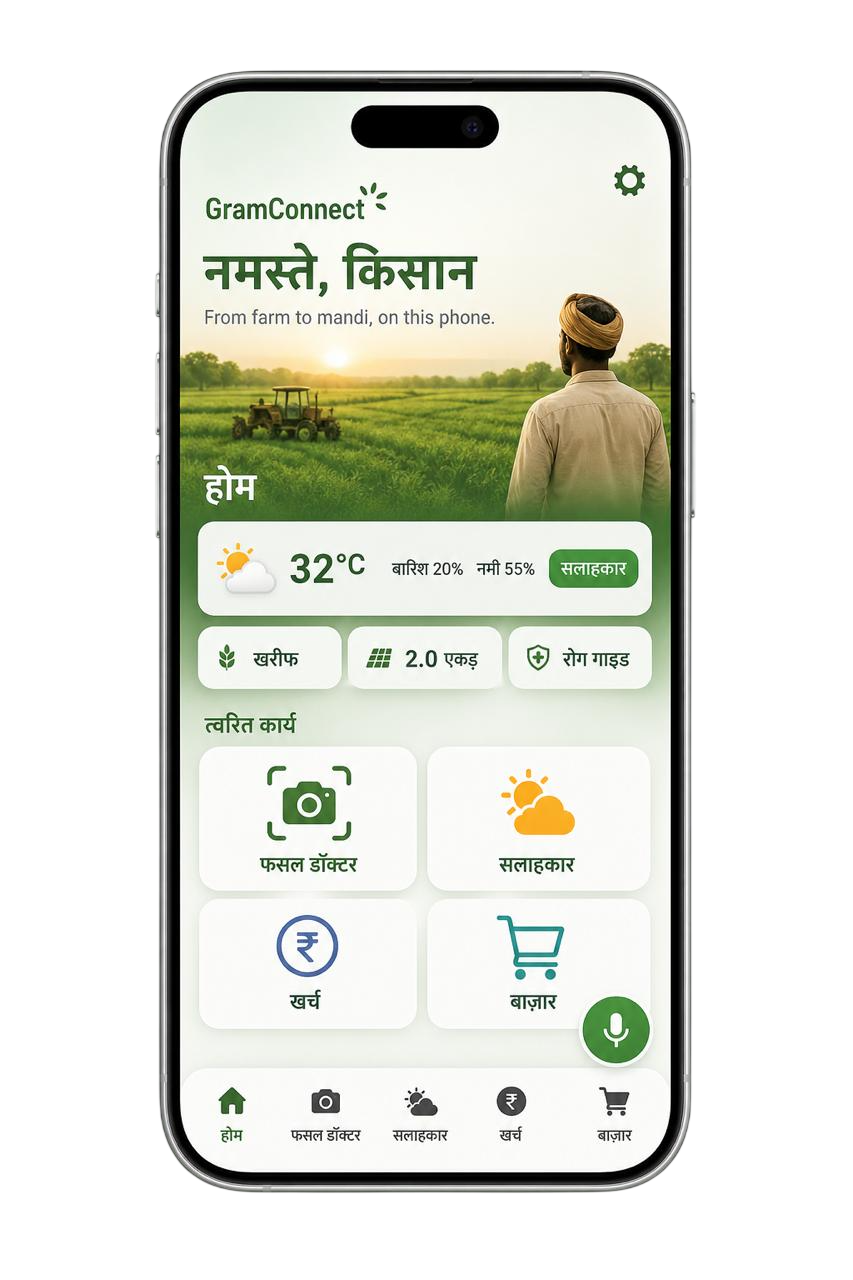 GramConnect
नमस्ते, किसान
From farm to mandi, on this phone.
होम
32°C बारिश 20% नमी 55% सलाहकार
खरीफ 2.0 एकड़ रोग गाइड
त्वरित कार्य
फसल डॉक्टर सलाहकार
₹ ₹
खर्च बाज़ार
होम फसल डॉक्टर सलाहकार खर्च बाज़ार